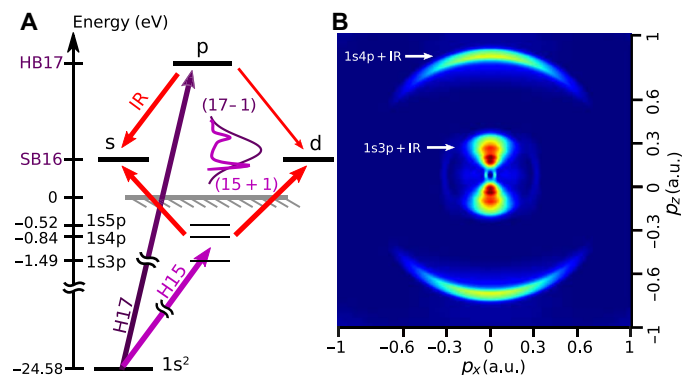 A
Energy (eV)
HB17
p
IR
(17–1)
s
d
SB16
(15+1)
0
−0.52
1s5p
−0.84
1s4p
−1.49
1s3p
H17
H15
−24.58
1s²
B
1s4p+IR
1s3p+IR
1
0.6
0.3
0
−0.3
−0.6
−1
p_z (a.u.)
−1
−0.6
−0.3
0
0.3
0.6
1
p_x (a.u.)